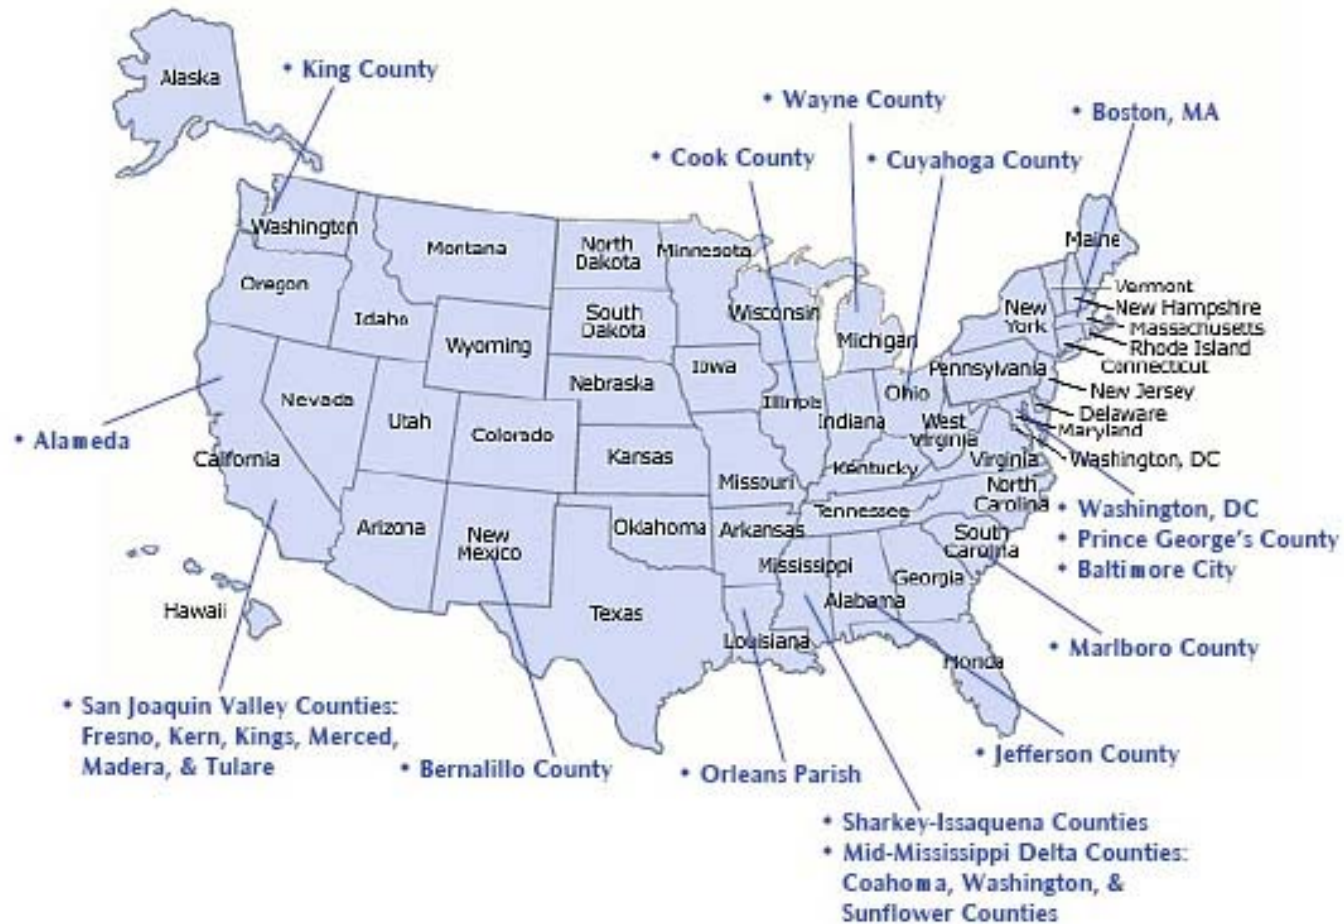 Alaska
• King County
• Wayne County
• Boston, MA
• Cook County
• Cuyahoga County
Washington
Montana
North
Dakota
Minnesota
Maine
Oregon
Idaho
South
Dakota
Wisconsin
Michigan
New
York
Vermont
New Hampshire
Massachusetts
Rhode Island
Connecticut
Wyoming
Iowa
Nebraska
Pennsylvania
New Jersey
Nevada
Utah
Colorado
Illinois
Indiana
Ohio
West
Virginia
Delaware
Maryland
• Alameda
California
Kansas
Missouri
Kentucky
Virginia
Washington, DC
North
Carolina
Tennessee
Arizona
New
Mexico
Oklahoma
Arkansas
South
Carolina
• Washington, DC
• Prince George's County
• Baltimore City
Mississippi
Georgia
Alabama
Hawaii
Texas
Louisiana
Florida
• Marlboro County
• San Joaquin Valley Counties:
Fresno, Kern, Kings, Merced,
Madera, & Tulare
• Bernalillo County
• Orleans Parish
• Jefferson County
• Sharkey-Issaquena Counties
• Mid-Mississippi Delta Counties:
Coahoma, Washington, &
Sunflower Counties